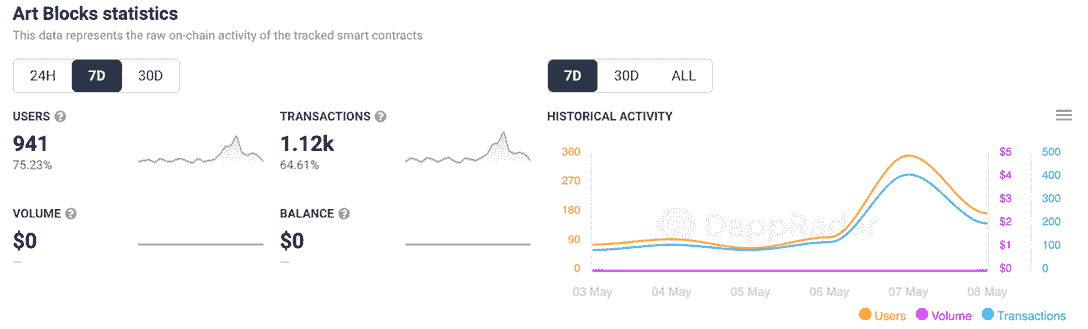 Art Blocks statistics
This data represents the raw on-chain activity of the tracked smart contracts
24H 7D 30D
7D 30D ALL
USERS ?
941
75.23%
TRANSACTIONS ?
1.12k
64.61%
VOLUME ?
$0
—
BALANCE ?
$0
—
HISTORICAL ACTIVITY
360 $5 500
270 $4 400
$3 300
180 $2 200
90 $1 100
0 $0 0
DappRadar
03 May 04 May 05 May 06 May 07 May 08 May
Users Volume Transactions